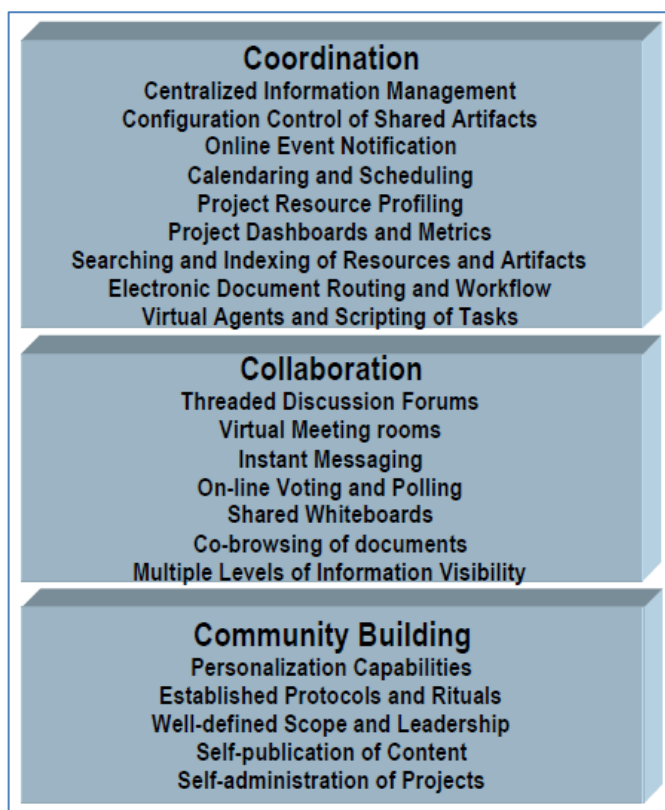 Coordination
Centralized Information Management
Configuration Control of Shared Artifacts
Online Event Notification
Calendaring and Scheduling
Project Resource Profiling
Project Dashboards and Metrics
Searching and Indexing of Resources and Artifacts
Electronic Document Routing and Workflow
Virtual Agents and Scripting of Tasks
Collaboration
Threaded Discussion Forums
Virtual Meeting rooms
Instant Messaging
On-line Voting and Polling
Shared Whiteboards
Co-browsing of documents
Multiple Levels of Information Visibility
Community Building
Personalization Capabilities
Established Protocols and Rituals
Well-defined Scope and Leadership
Self-publication of Content
Self-administration of Projects